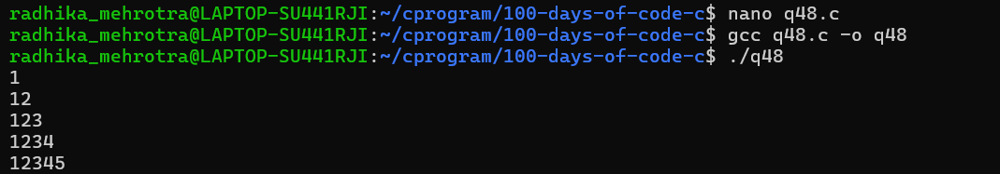 radhika_mehrotra@LAPTOP-SU441RJI:~/cprogram/100-days-of-code-c$ nano q48.c
radhika_mehrotra@LAPTOP-SU441RJI:~/cprogram/100-days-of-code-c$ gcc q48.c -o q48
radhika_mehrotra@LAPTOP-SU441RJI:~/cprogram/100-days-of-code-c$ ./q48
1
12
123
1234
12345